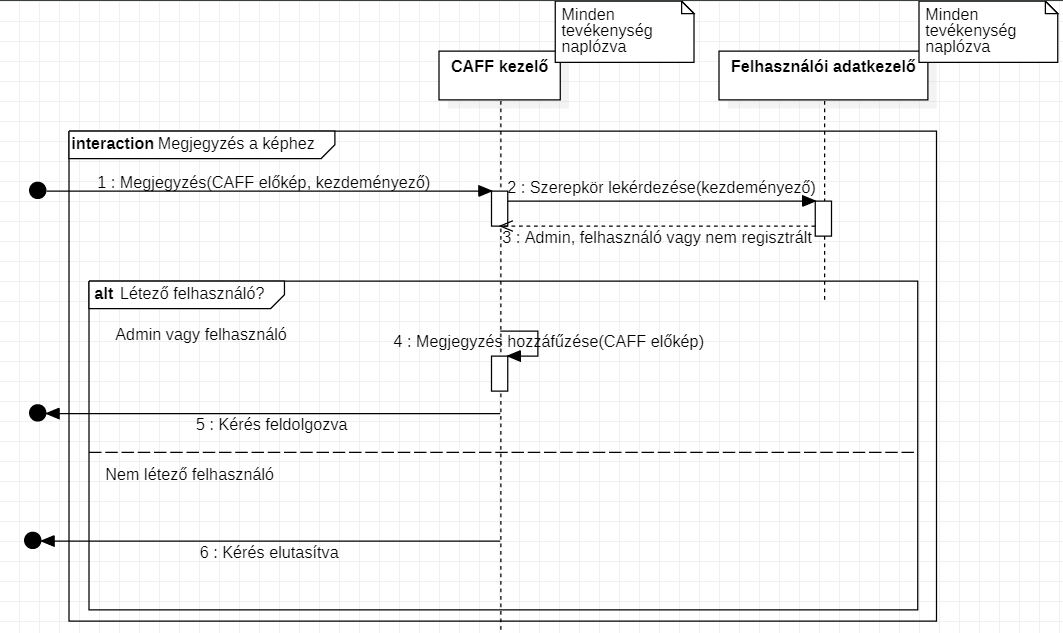 Minden
tevékenység
naplózva
Minden
tevékenység
naplózva
CAFF kezelő
Felhasználói adatkezelő
interaction Megjegyzés a képhez
1 : Megjegyzés(CAFF előkép, kezdeményező)
2 : Szerepkör lekérdezése(kezdeményező)
3 : Admin, felhasználó vagy nem regisztrált
alt Létező felhasználó?
Admin vagy felhasználó
4 : Megjegyzés hozzáfűzése(CAFF előkép)
5 : Kérés feldolgozva
Nem létező felhasználó
6 : Kérés elutasítva